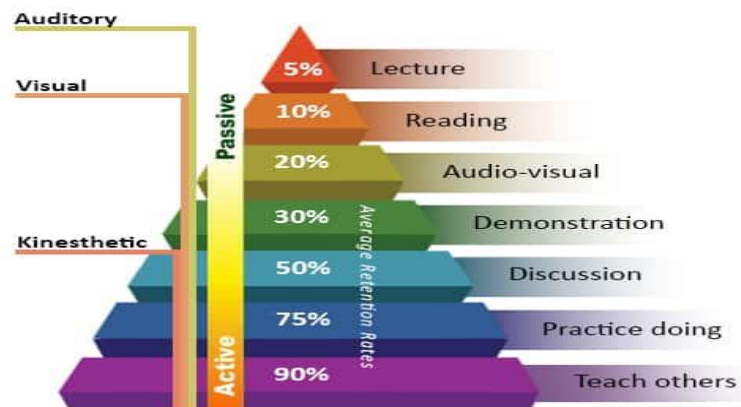 Auditory
Visual
Kinesthetic
Passive
Active
5% Lecture
10% Reading
20% Audio-visual
30% Demonstration
50% Discussion
75% Practice doing
90% Teach others
Average Retention Rates